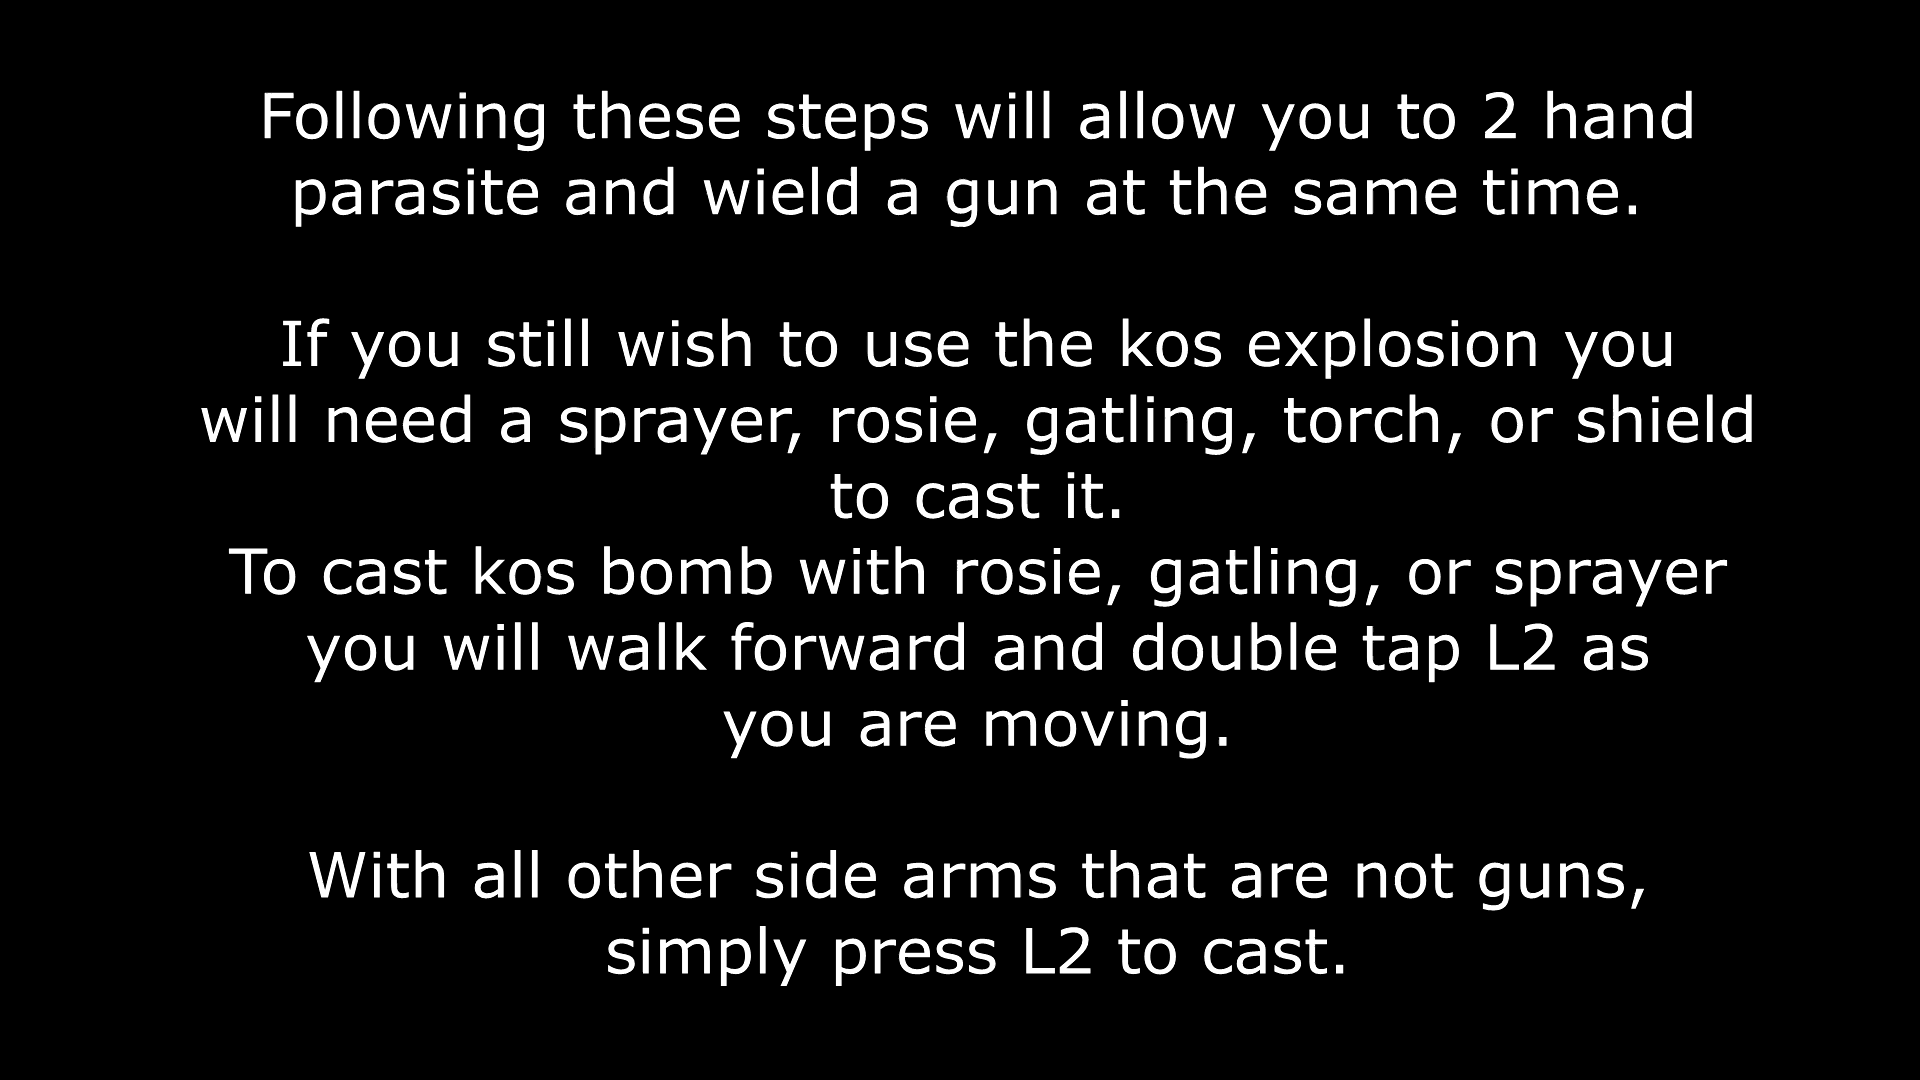 Following these steps will allow you to 2 hand
parasite and wield a gun at the same time.
If you still wish to use the kos explosion you
will need a sprayer, rosie, gatling, torch, or shield
to cast it.
To cast kos bomb with rosie, gatling, or sprayer
you will walk forward and double tap L2 as
you are moving.
With all other side arms that are not guns,
simply press L2 to cast.